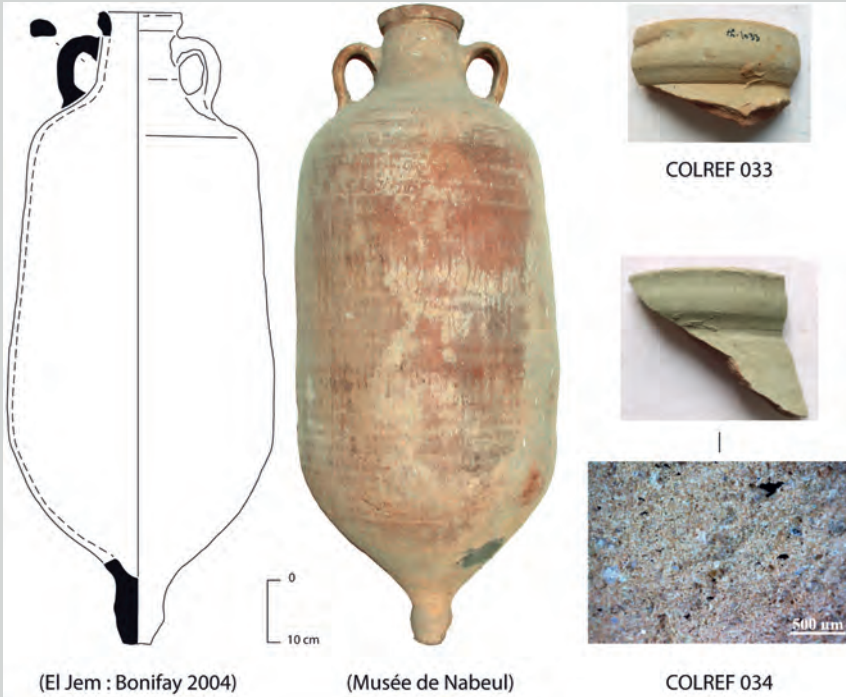 COLREF 033
0
10 cm
500 µm
(El Jem : Bonifay 2004)
(Musée de Nabeul)
COLREF 034